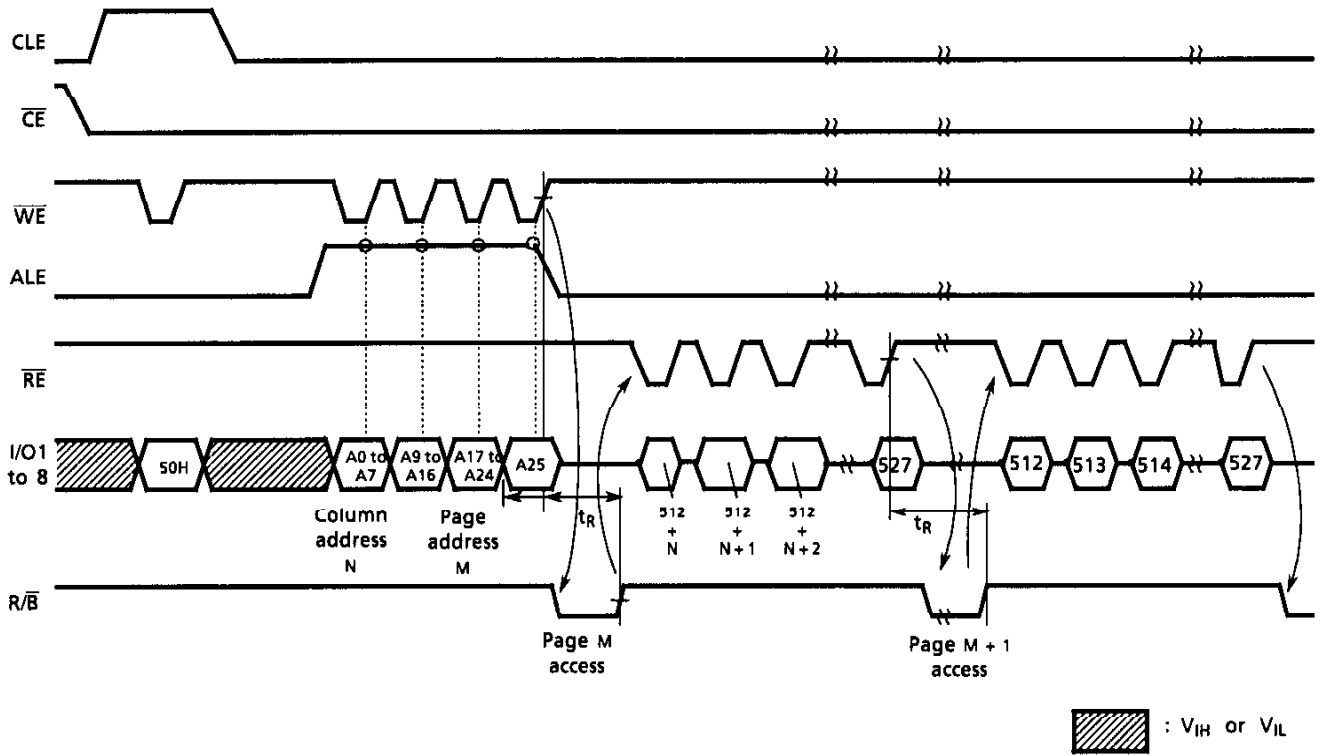 CLE
CE
WE
ALE
RE
I/O1
to 8
50H
A0 to
A7
A9 to
A16
A17 to
A24
A25
527
512
513
514
527
Column
address
N
Page
address
M
tR
512
+
N
512
+
N + 1
512
+
N + 2
tR
R/B
Page M
access
Page M + 1
access
: VIH or VIL